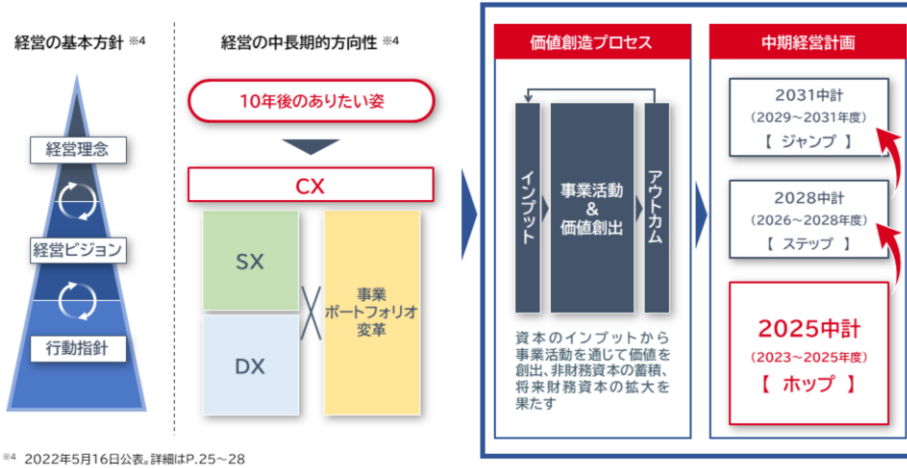 経営の基本方針 ※4
経営理念
経営ビジョン
行動指針
経営の中長期的方向性 ※4
10年後のありたい姿
CX
SX
DX
事業
ポートフォリオ
変革
価値創造プロセス
インプット
事業活動
&
価値創出
アウトカム
資本のインプットから
事業活動を通じて価値を
創出、非財務資本の蓄積、
将来財務資本の拡大を
果たす
中期経営計画
2031中計
(2029〜2031年度)
【 ジャンプ 】
2028中計
(2026〜2028年度)
【 ステップ 】
2025中計
(2023〜2025年度)
【 ホップ 】
※4 2022年5月16日公表。詳細はP.25〜28